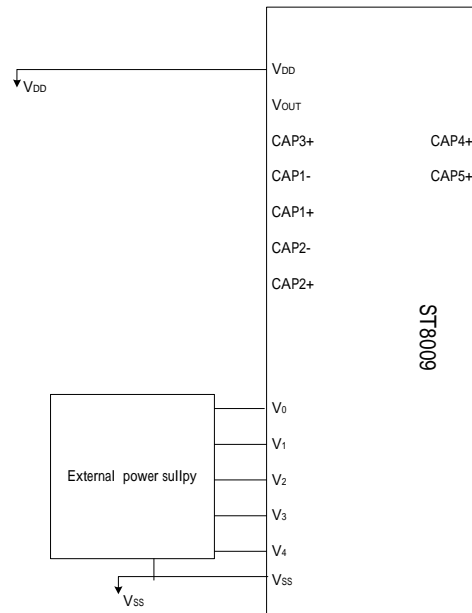 VDD
VDD
VOUT
CAP3+ CAP4+
CAP1- CAP5+
CAP1+
CAP2-
CAP2+
ST8009
V0
V1
External power sullpy V2
V3
V4
VSS
VSS